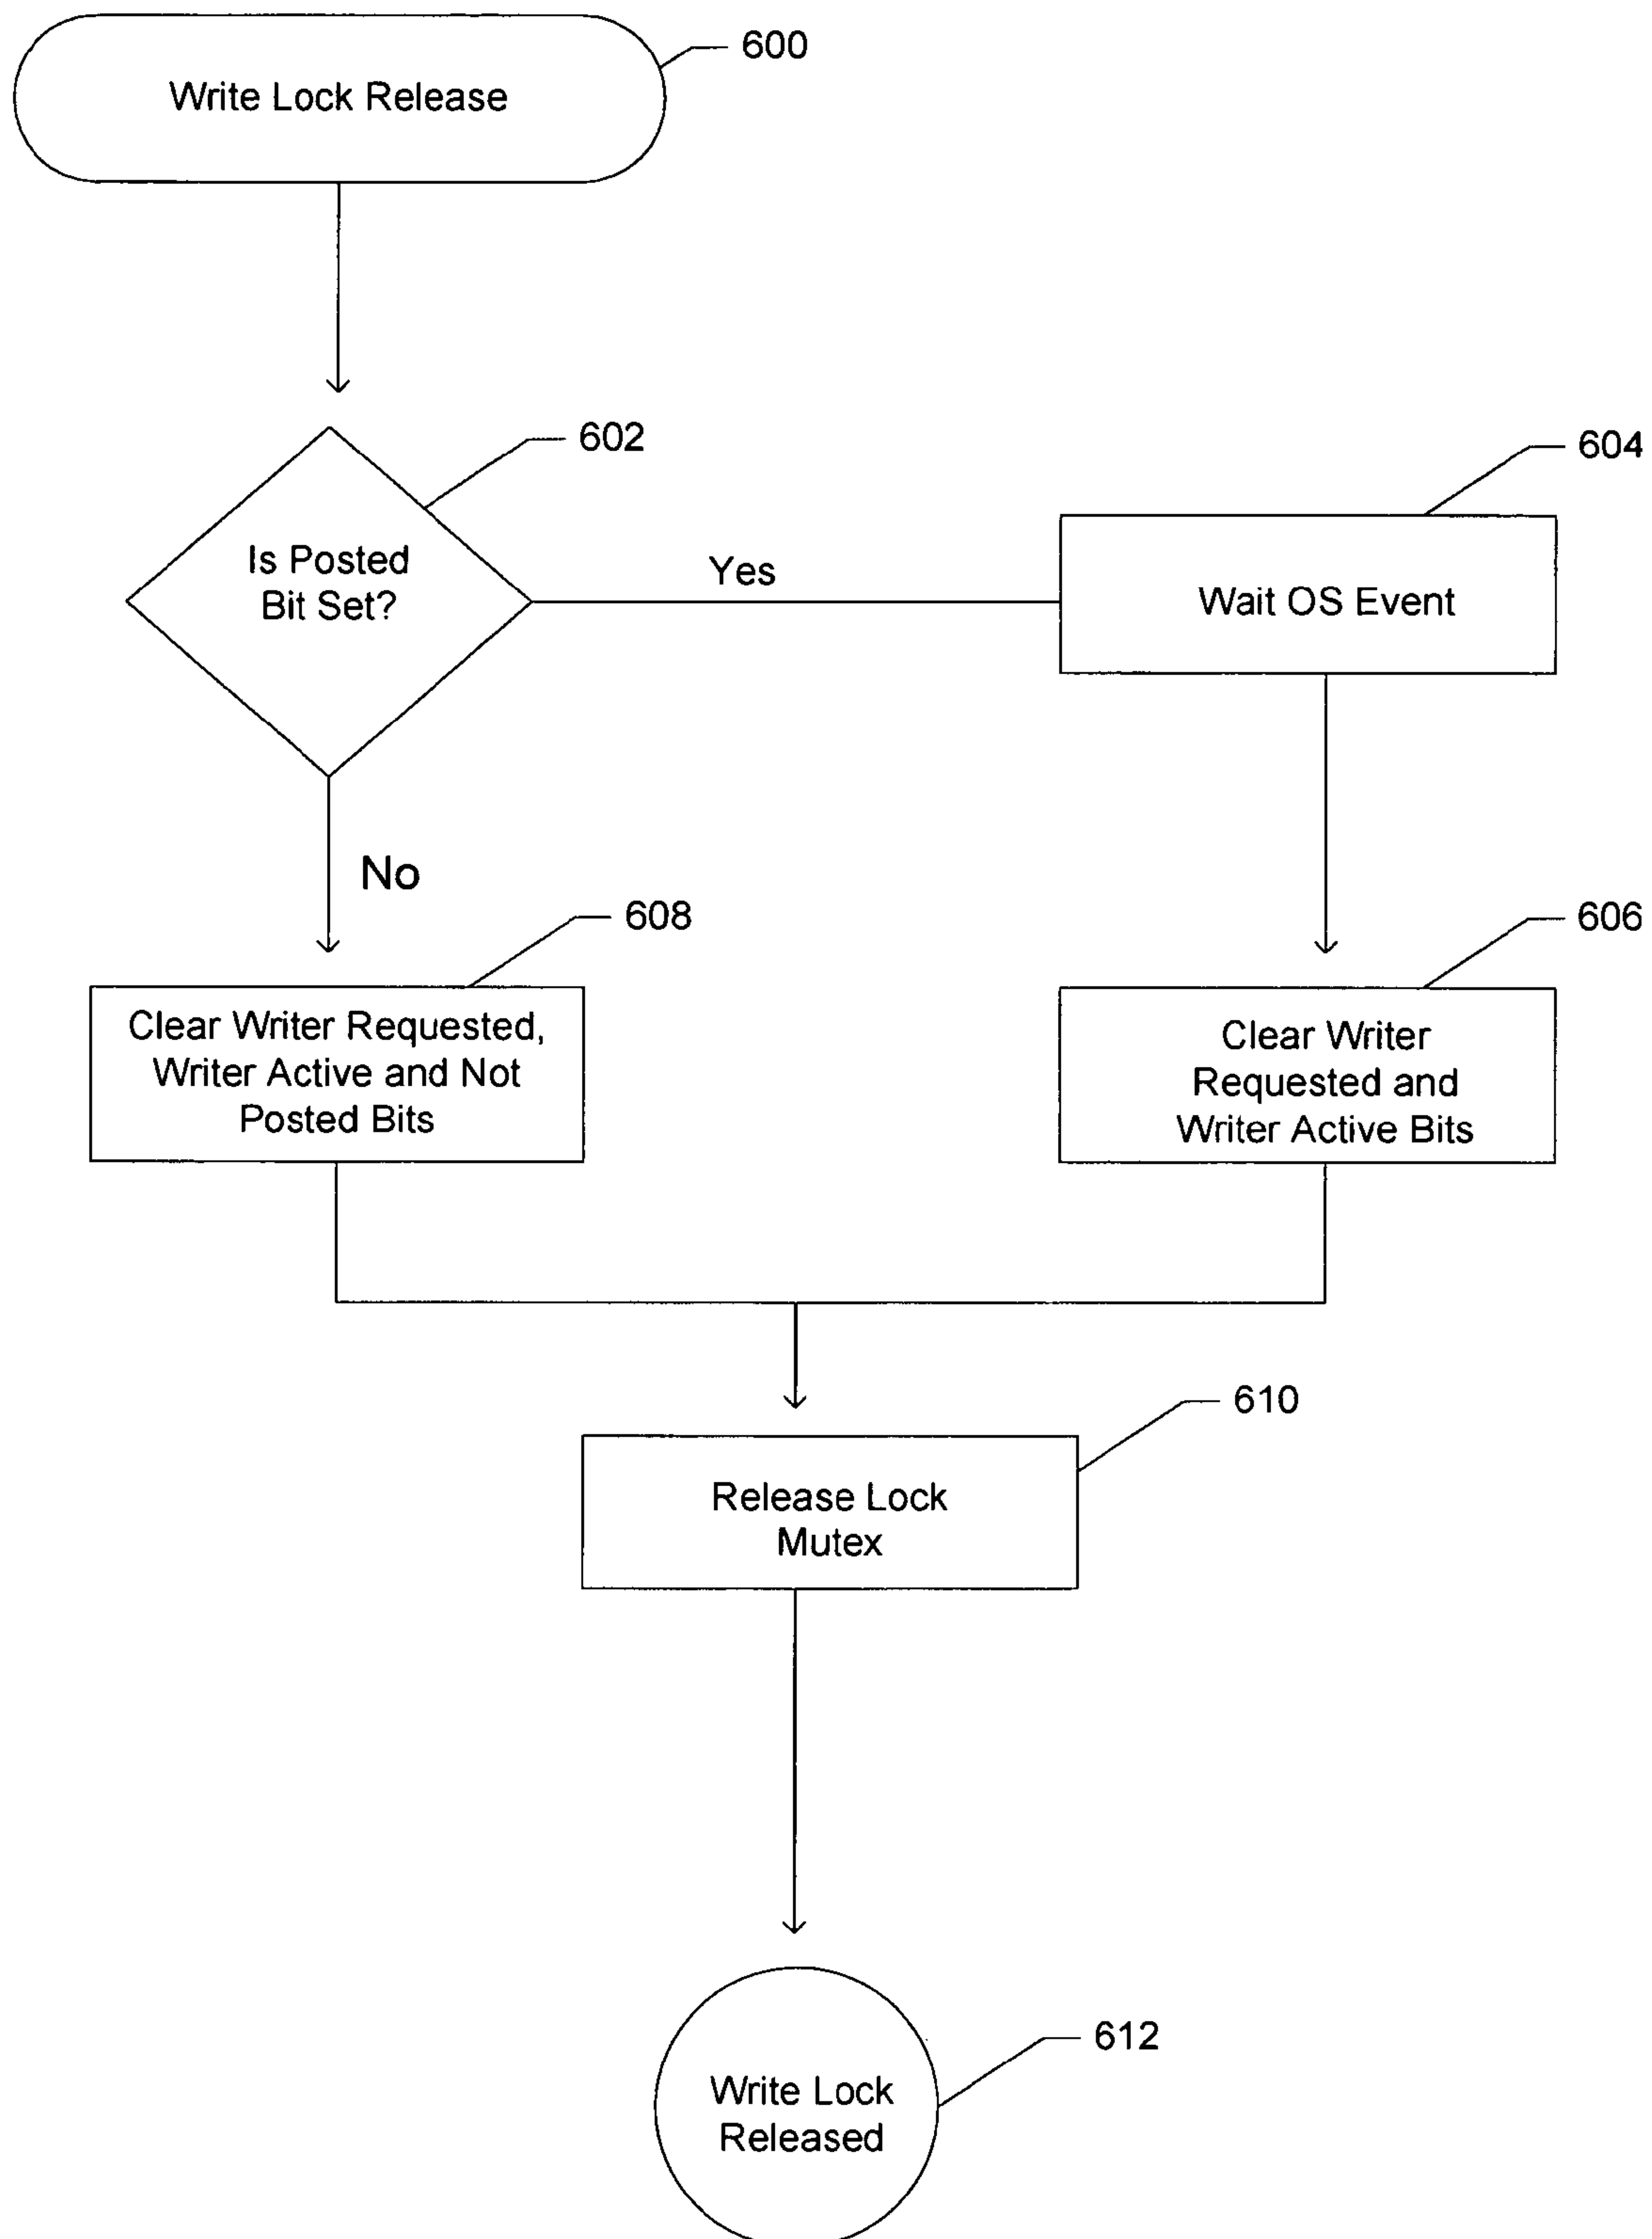 600
Write Lock Release
602
604
Is Posted
Bit Set?
Yes
Wait OS Event
No
608
606
Clear Writer Requested,
Writer Active and Not
Posted Bits
Clear Writer
Requested and
Writer Active Bits
610
Release Lock
Mutex
612
Write Lock
Released